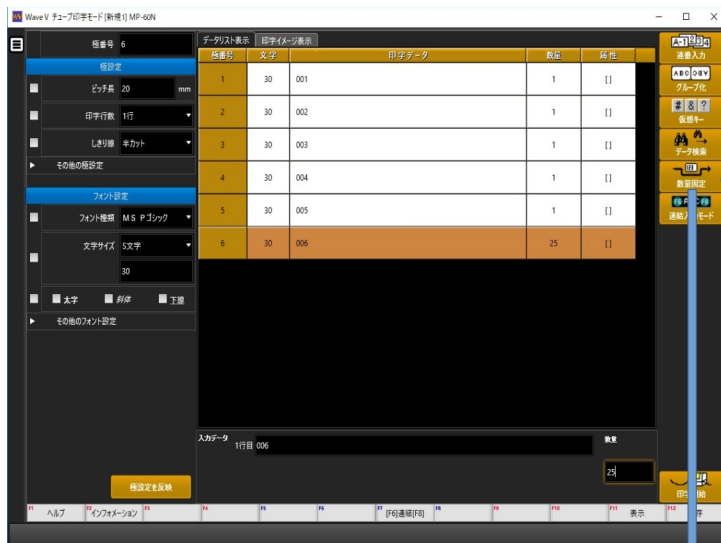 Wave V チューブ印字モード [新規1] MP-60N
極番号 6
極設定
ピッチ長 20 mm
印字行数 1行
しきり線 半カット
その他の極設定
フォント設定
フォント種類 ＭＳ Ｐゴシック
文字サイズ S文字
30
太字 斜体 下線
その他のフォント設定
極設定を反映
データリスト表示 印字イメージ表示
極番号 文字 印字データ 数量 属性
1 30 001 1 []
2 30 002 1 []
3 30 003 1 []
4 30 004 1 []
5 30 005 1 []
6 30 006 25 []
入力データ 数量
1行目 006
25
A-1 2 3 4
連番入力
ABC DBY
グループ化
# & ?
仮想キー
データ検索
数量固定
F1 ヘルプ F2 インフォメーション F3 F4 F5 F6 F7 [F6]連結[F8] F8 F9 F10 F11 表示 F12